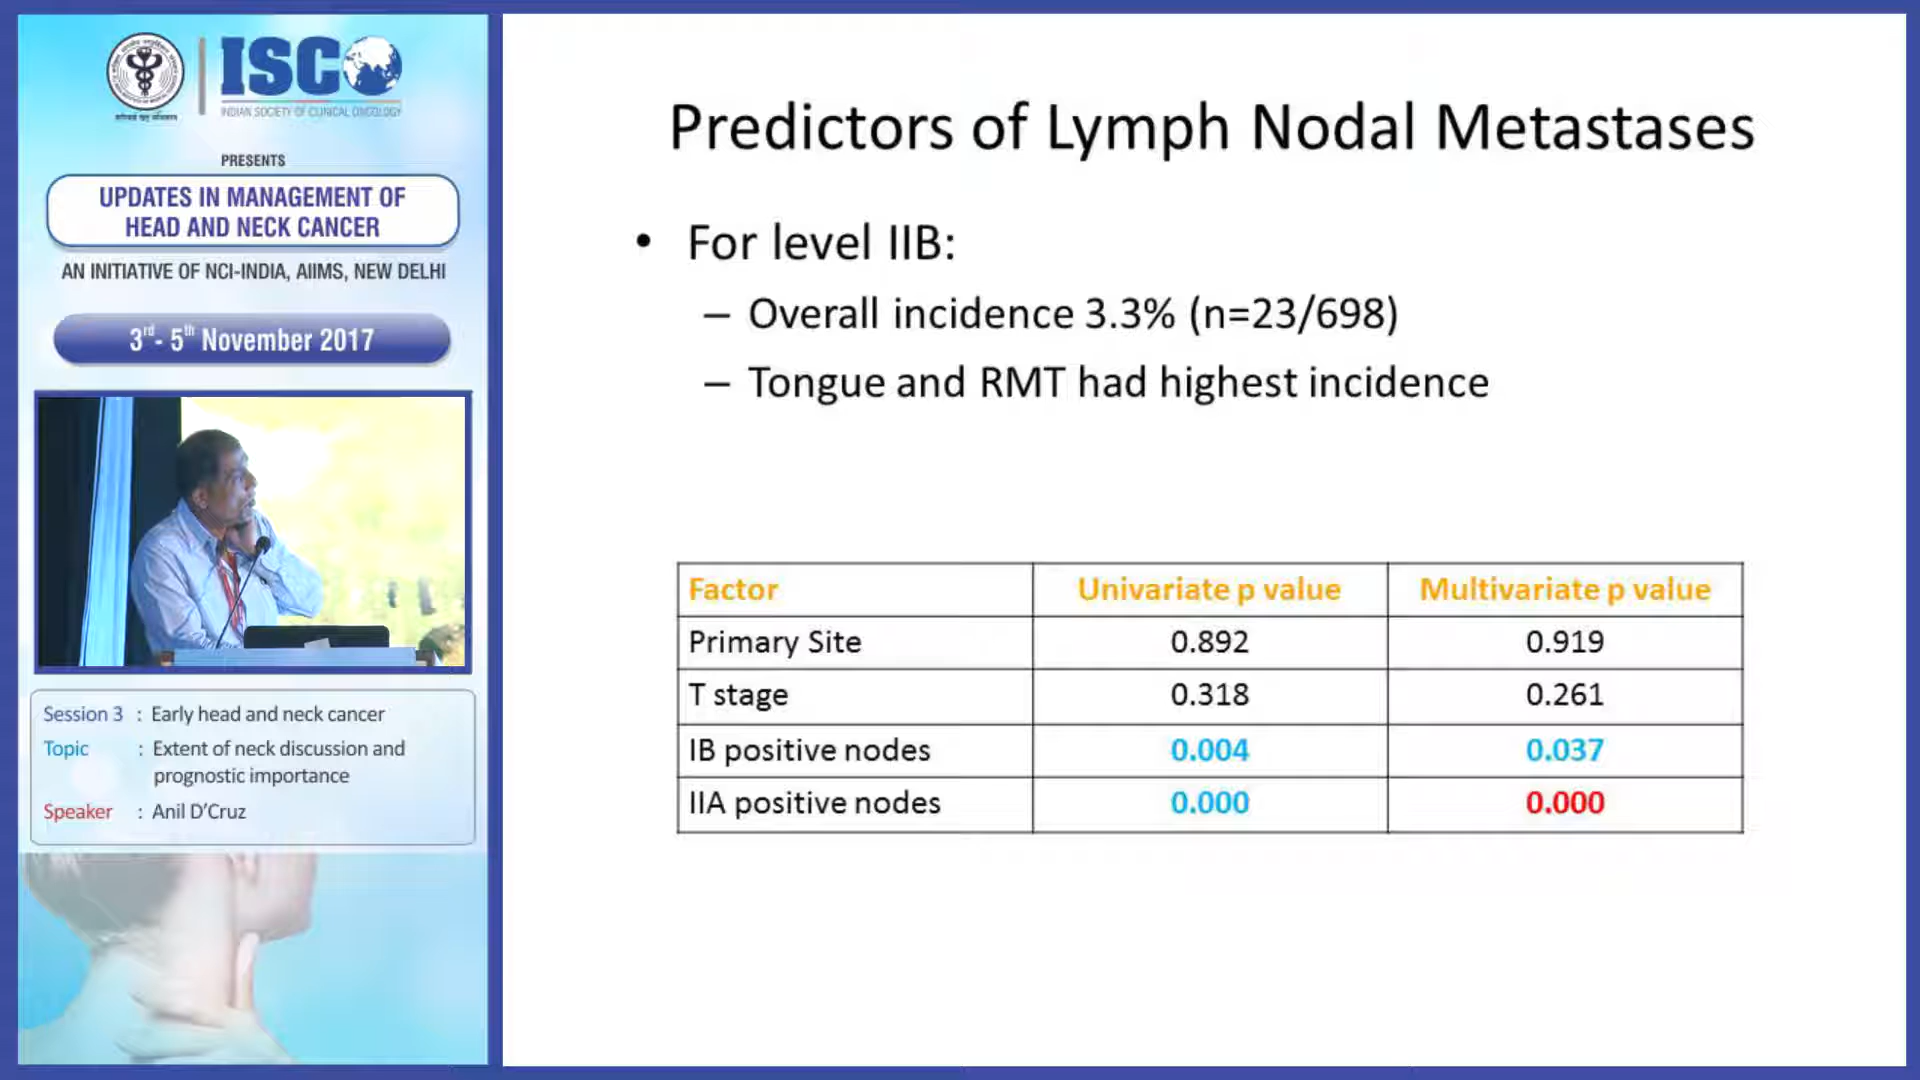 ISCO
INDIAN SOCIETY OF CLINICAL ONCOLOGY
PRESENTS
UPDATES IN MANAGEMENT OF
HEAD AND NECK CANCER
AN INITIATIVE OF NCI-INDIA, AIIMS, NEW DELHI
3rd- 5th November 2017
Session 3 : Early head and neck cancer
Topic : Extent of neck discussion and
prognostic importance
Speaker : Anil D'Cruz
Predictors of Lymph Nodal Metastases
• For level IIB:
– Overall incidence 3.3% (n=23/698)
– Tongue and RMT had highest incidence
Factor Univariate p value Multivariate p value
Primary Site 0.892 0.919
T stage 0.318 0.261
IB positive nodes 0.004 0.037
IIA positive nodes 0.000 0.000